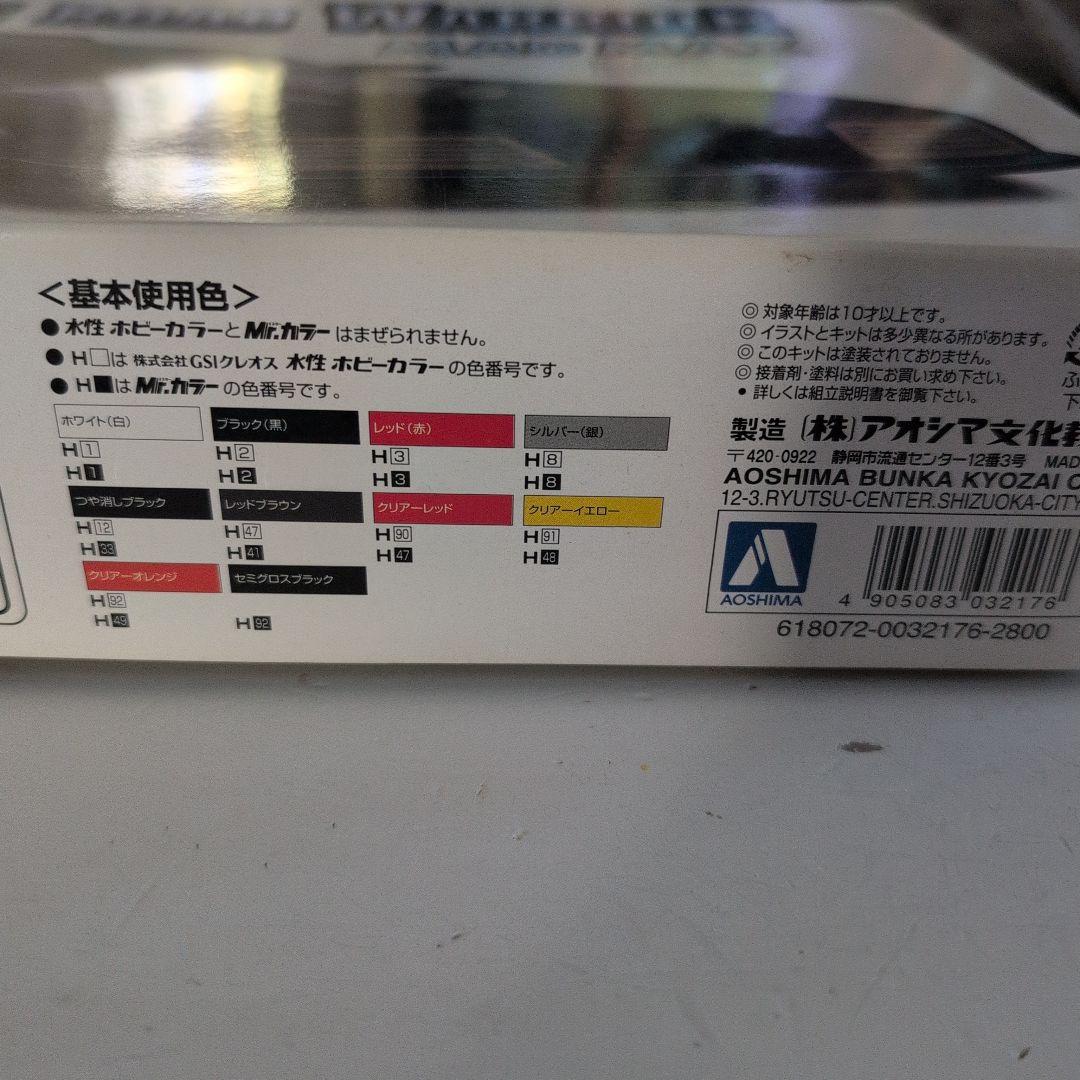 ＜基本使用色＞
●水性 ホビーカラーとMr.カラーはまぜられません。
●H□は 株式会社GSIクレオス 水性 ホビーカラーの色番号です。
●H■はMr.カラーの色番号です。
ホワイト(白) ブラック(黒) レッド(赤) シルバー(銀)
H1 H2 H3 H8
H1 H2 H3 H8
つや消しブラック レッドブラウン クリアーレッド クリアーイエロー
H12 H47 H90 H91
H33 H41 H47 H48
クリアーオレンジ セミグロスブラック
H92
H49 H92
◎対象年齢は10才以上です。
◎イラストとキットは多少異なる所があります。
◎このキットは塗装されておりません。
◎接着剤・塗料は別にお買い求め下さい。
•詳しくは組立説明書を御覧下さい。
製造 (株)アオシマ文化
〒420-0922 静岡市流通センター12番3号 MAD
AOSHIMA BUNKA KYOZAI C
12-3.RYUTSU-CENTER.SHIZUOKA-CITY
AOSHIMA
4 905083 032176
618072-0032176-2800